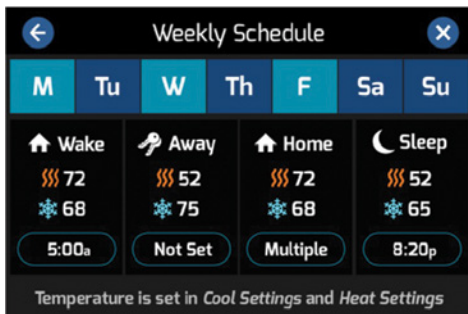 Weekly Schedule
M Tu W Th F Sa Su
Wake Away Home Sleep
72 52 72 52
68 75 68 65
5:00a Not Set Multiple 8:20p
Temperature is set in Cool Settings and Heat Settings